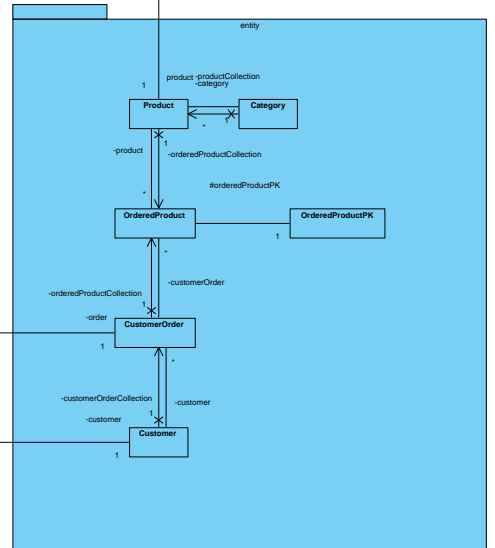 entity
product
-productCollection
-category
1
Product
Category
*
1
1
-product
-orderedProductCollection
#orderedProductPK
*
OrderedProduct
OrderedProductPK
1
*
-customerOrder
-orderedProductCollection
1
-order
CustomerOrder
1
*
-customerOrderCollection
-customer
1
-customer
Customer
1